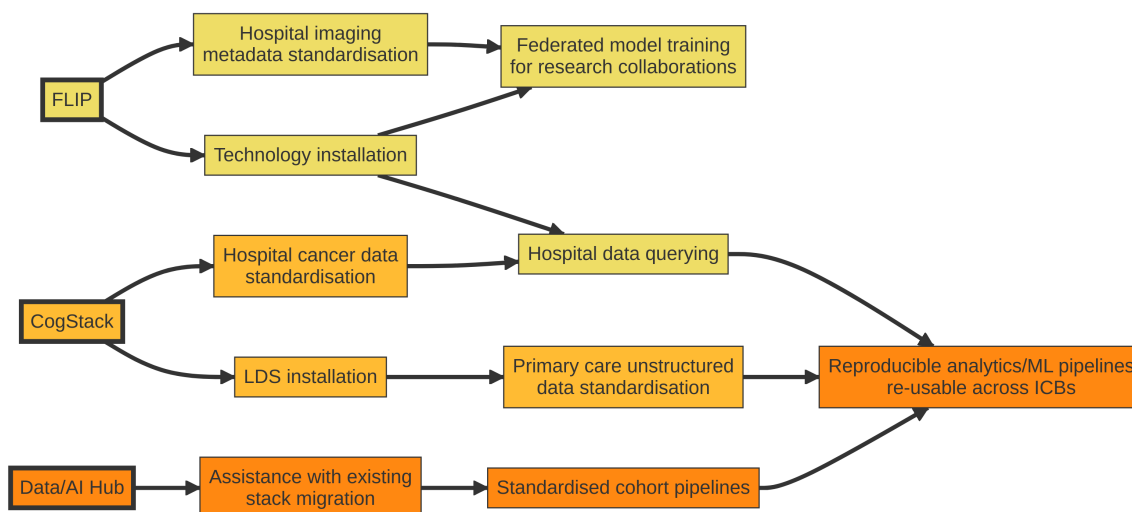 Hospital imaging
metadata standardisation
Federated model training
for research collaborations
FLIP
Technology installation
Hospital cancer data
standardisation
Hospital data querying
CogStack
LDS installation
Primary care unstructured
data standardisation
Reproducible analytics/ML pipelines
re-usable across ICBs
Data/AI Hub
Assistance with existing
stack migration
Standardised cohort pipelines